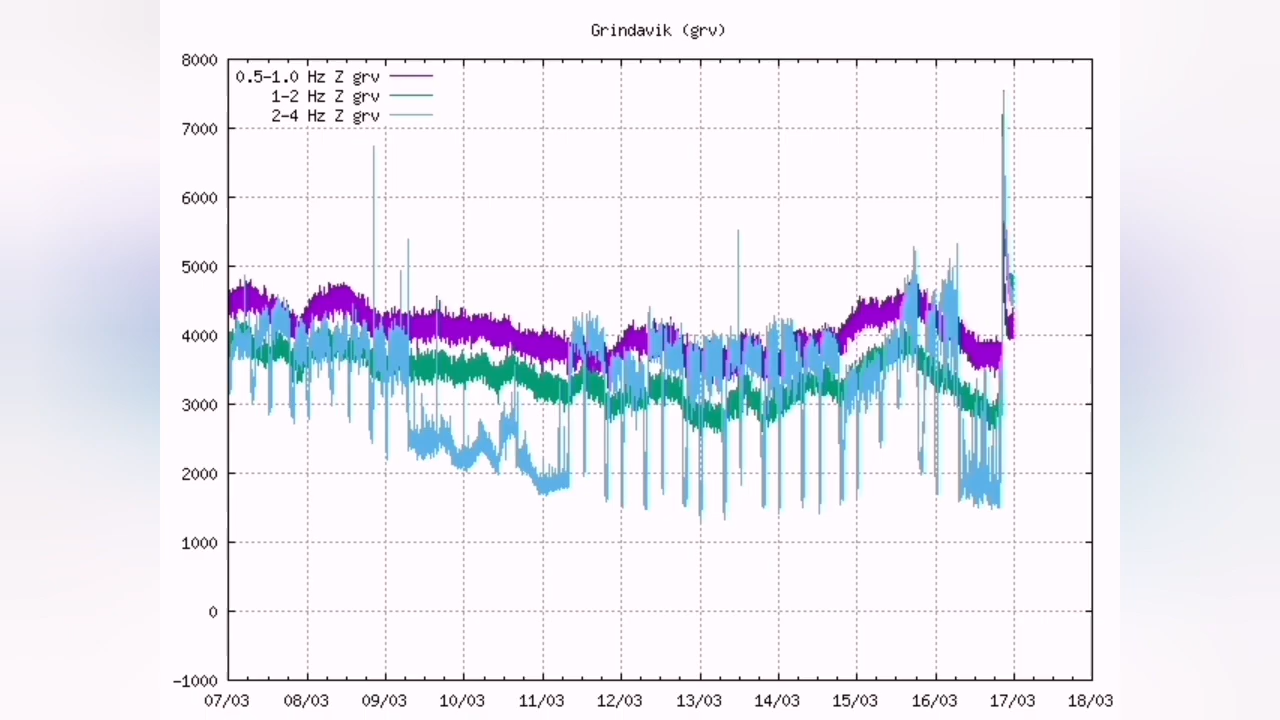 Grindavik (grv)
8000
0.5-1.0 Hz Z grv
1-2 Hz Z grv
2-4 Hz Z grv
7000
6000
5000
4000
3000
2000
1000
0
-1000
07/03 08/03 09/03 10/03 11/03 12/03 13/03 14/03 15/03 16/03 17/03 18/03